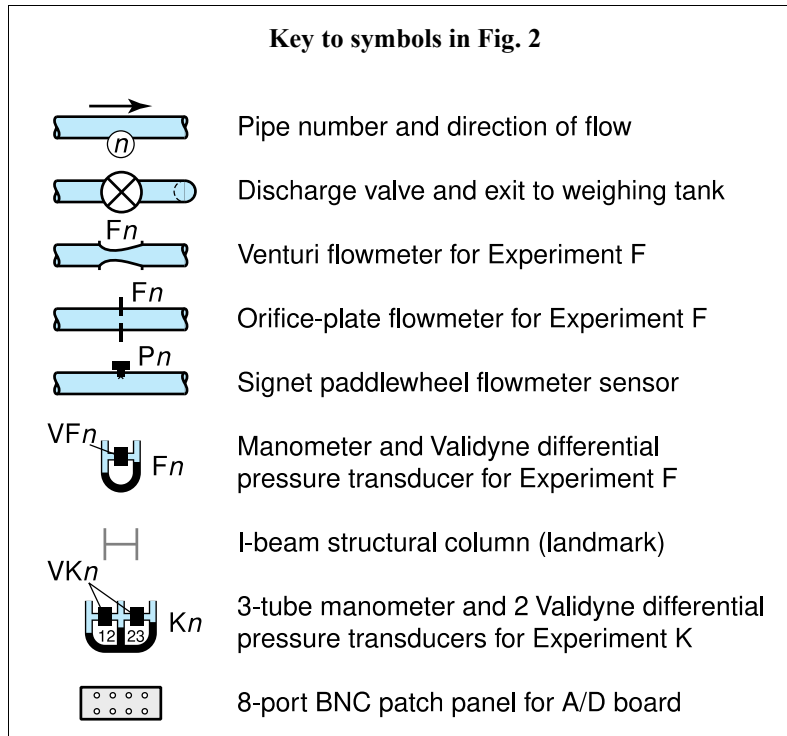 Key to symbols in Fig. 2
n
Pipe number and direction of flow
Discharge valve and exit to weighing tank
Fn
Venturi flowmeter for Experiment F
Fn
Orifice-plate flowmeter for Experiment F
Pn
Signet paddlewheel flowmeter sensor
VFn
Fn
Manometer and Validyne differential
pressure transducer for Experiment F
I-beam structural column (landmark)
VKn
12 23
Kn
3-tube manometer and 2 Validyne differential
pressure transducers for Experiment K
8-port BNC patch panel for A/D board